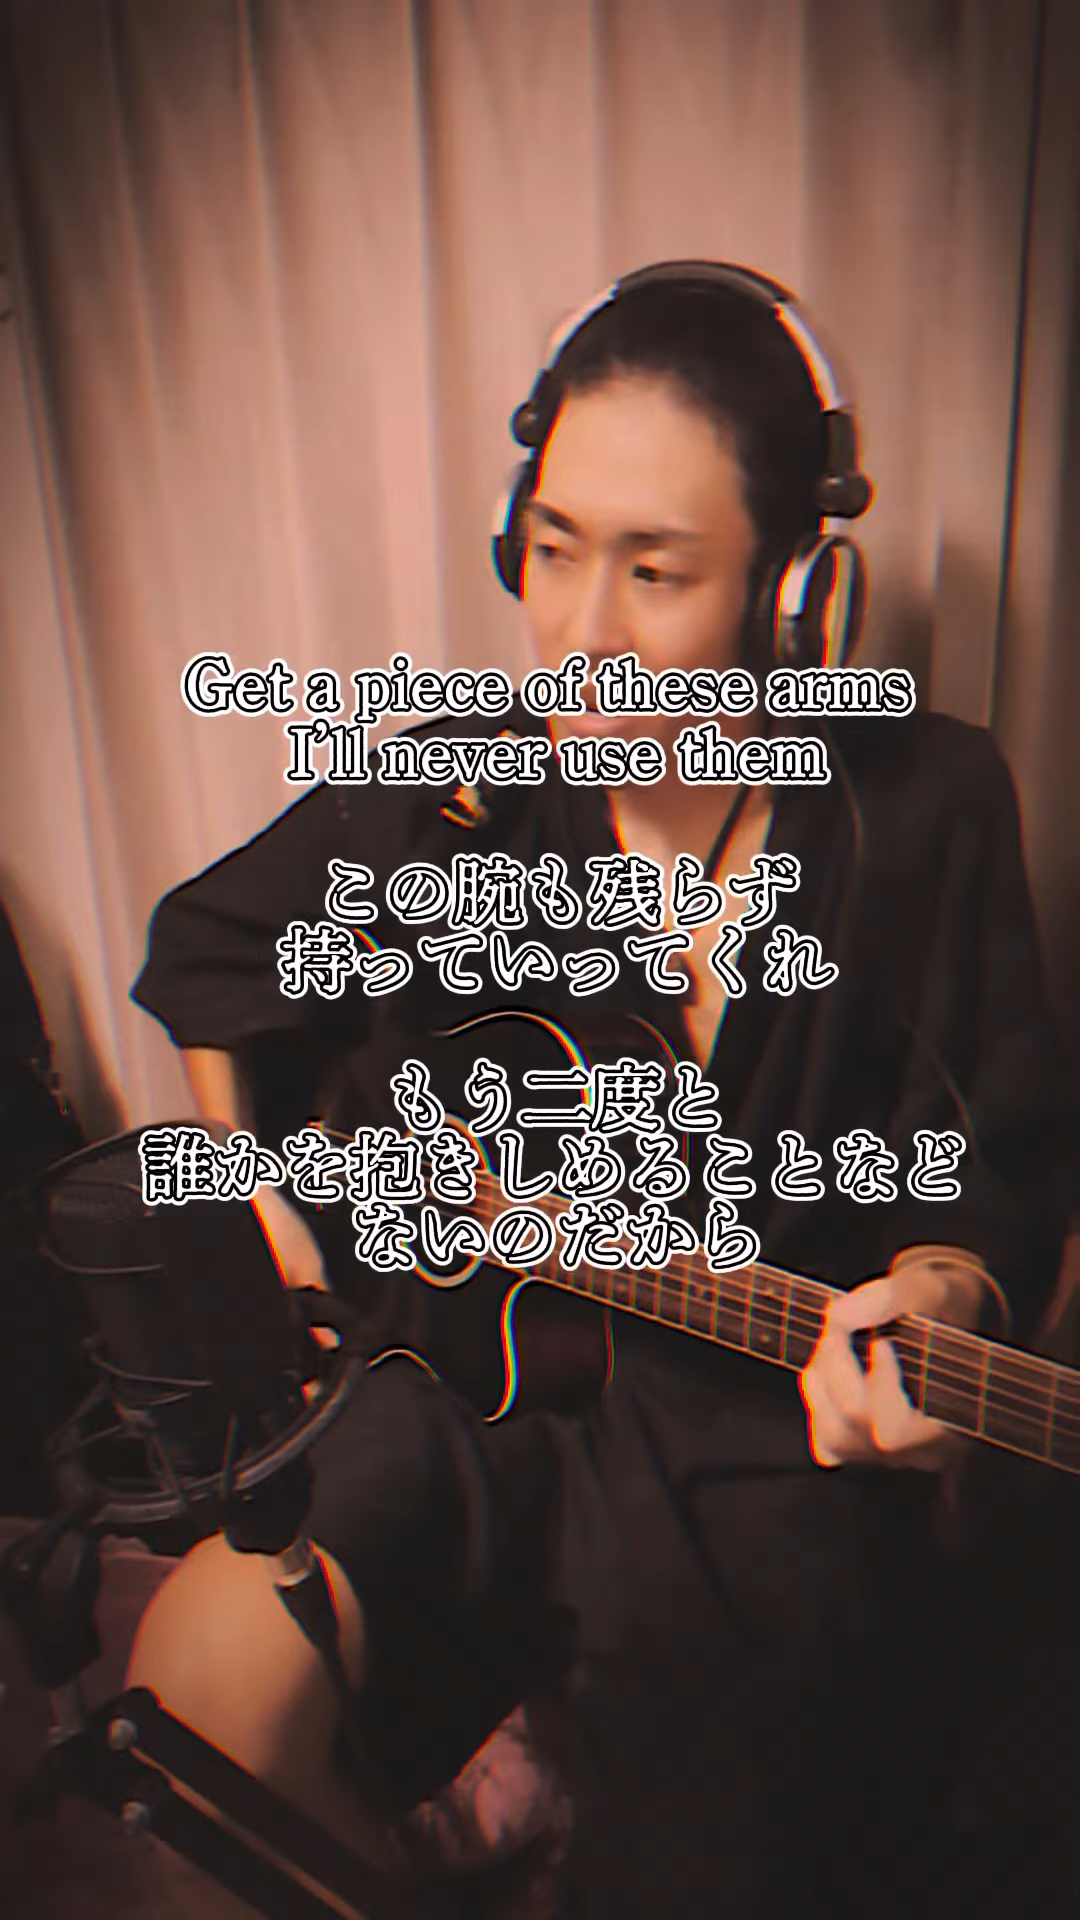 Get a piece of these arms
I'll never use them
この腕も残らず
持っていってくれ
もう二度と
誰かを抱きしめることなど
ないのだから